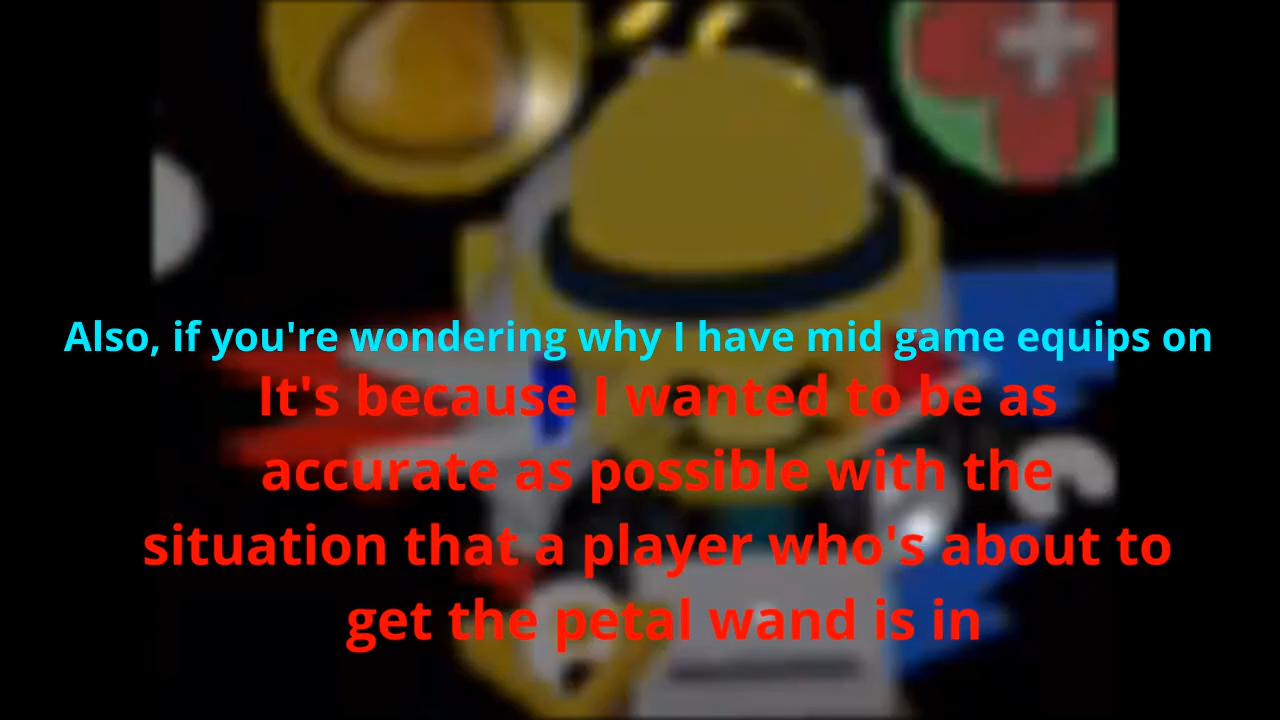 Also, if you're wondering why I have mid game equips on
It's because I wanted to be as
accurate as possible with the
situation that a player who's about to
get the petal wand is in